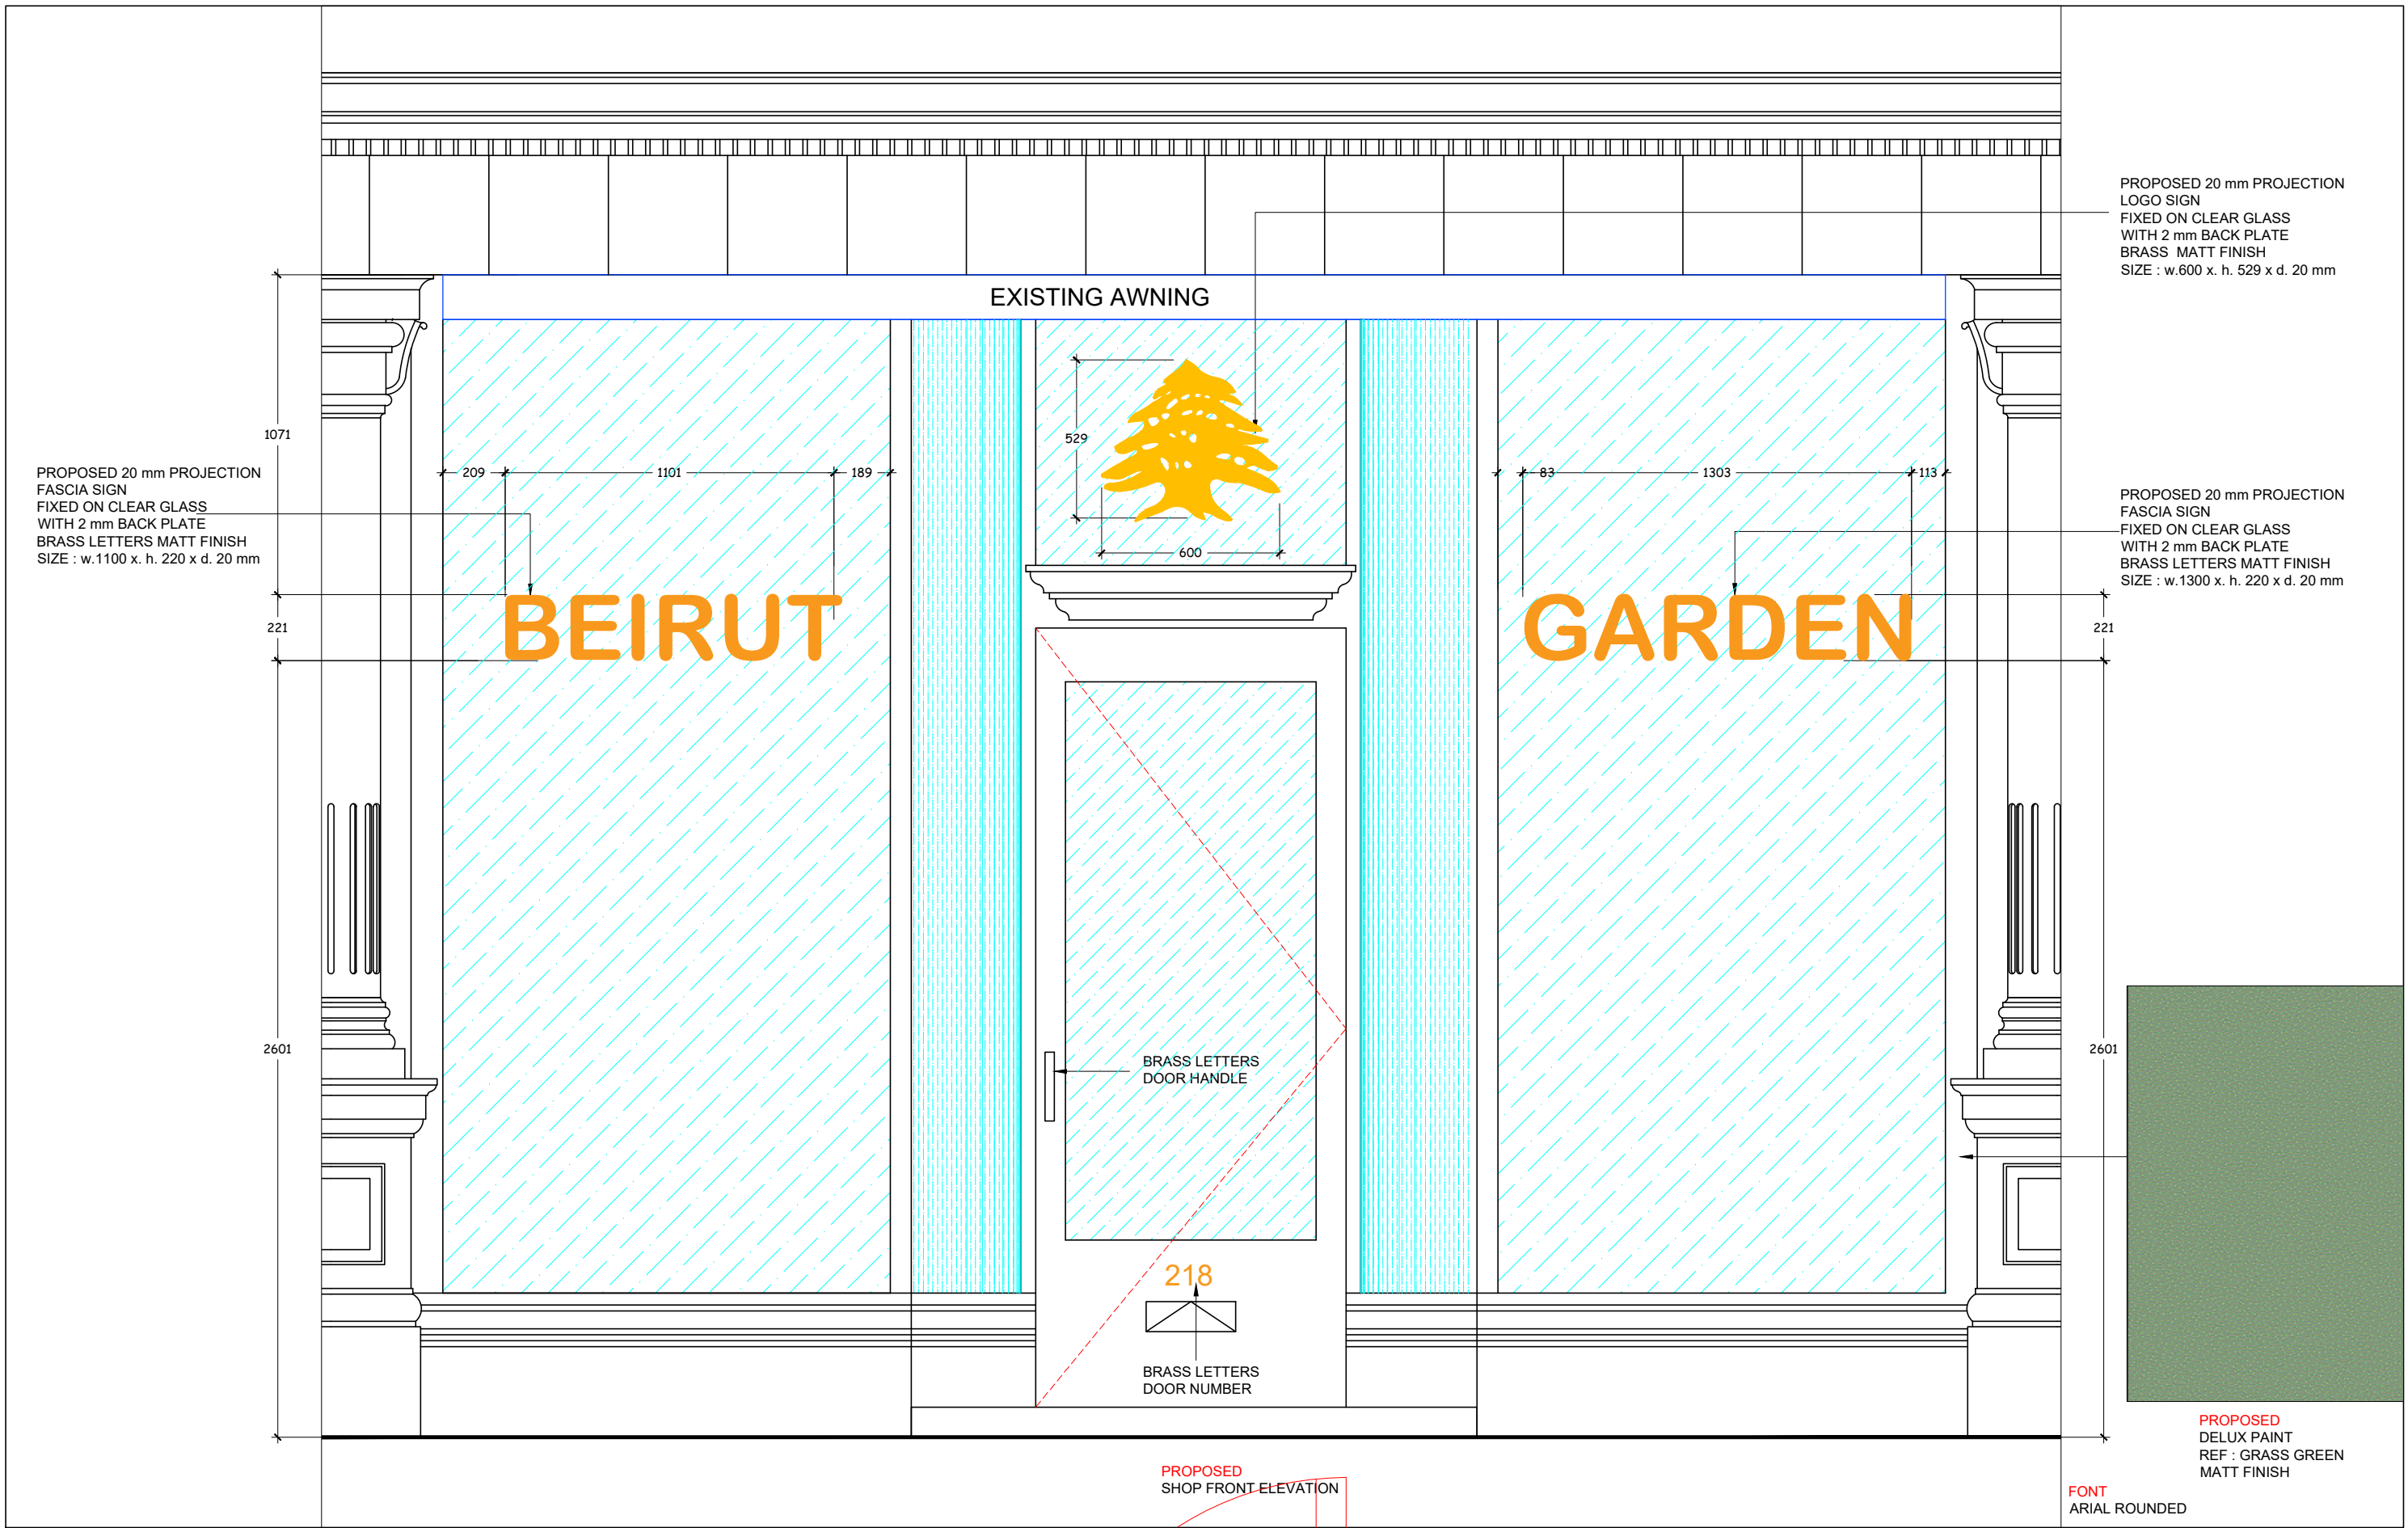 PROPOSED 20 mm PROJECTION
LOGO SIGN
FIXED ON CLEAR GLASS
WITH 2 mm BACK PLATE
BRASS  MATT FINISH
SIZE : w.600 x. h. 529 x d. 20 mm
EXISTING AWNING
1071
529
209
1101
189
83
1303
113
PROPOSED 20 mm PROJECTION
FASCIA SIGN
FIXED ON CLEAR GLASS
WITH 2 mm BACK PLATE
BRASS LETTERS MATT FINISH
SIZE : w.1100 x. h. 220 x d. 20 mm
600
PROPOSED 20 mm PROJECTION
FASCIA SIGN
FIXED ON CLEAR GLASS
WITH 2 mm BACK PLATE
BRASS LETTERS MATT FINISH
SIZE : w.1300 x. h. 220 x d. 20 mm
221
BEIRUT
GARDEN
221
2601
BRASS LETTERS
DOOR HANDLE
2601
218
BRASS LETTERS
DOOR NUMBER
PROPOSED
DELUX PAINT
REF : GRASS GREEN
MATT FINISH
PROPOSED
SHOP FRONT ELEVATION
FONT
ARIAL ROUNDED